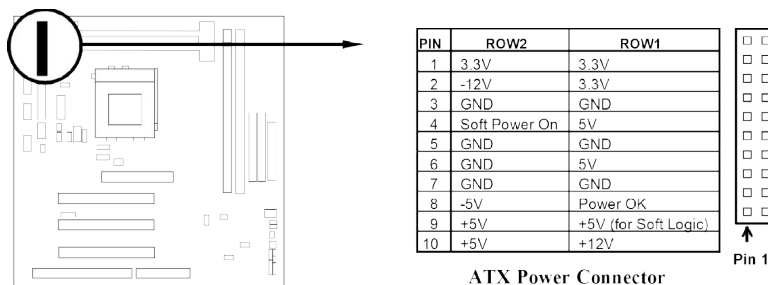 PIN ROW2 ROW1
1 3.3V 3.3V
2 -12V 3.3V
3 GND GND
4 Soft Power On 5V
5 GND GND
6 GND 5V
7 GND GND
8 -5V Power OK
9 +5V +5V (for Soft Logic)
10 +5V +12V
Pin 1
ATX Power Connector